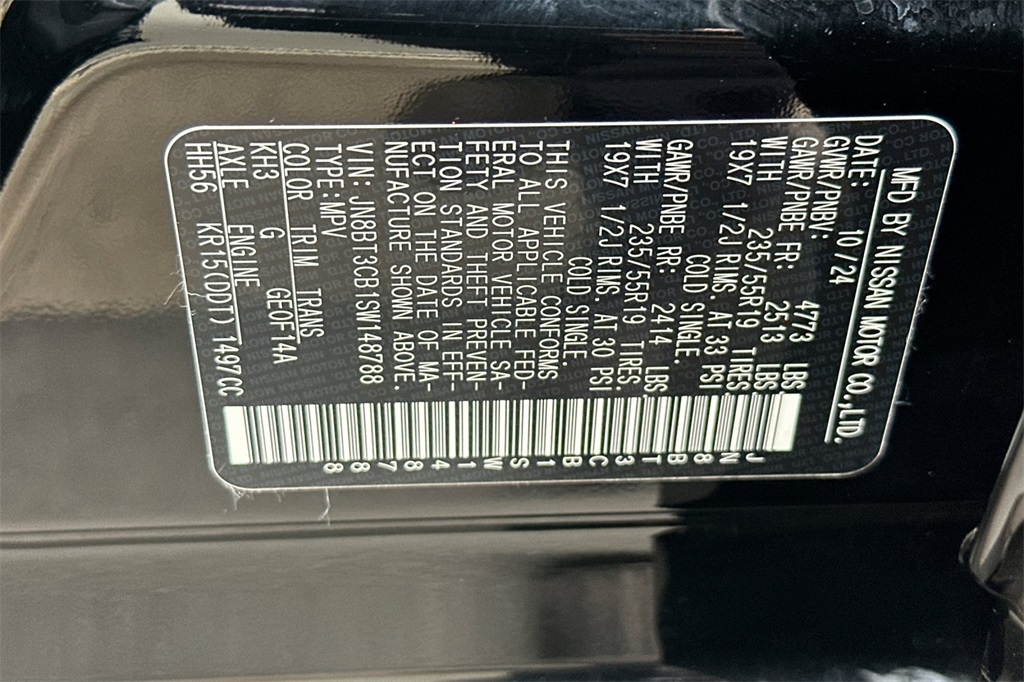 MFD BY NISSAN MOTOR CO.,LTD.
DATE: 10/24
GVWR/PNBV: 4773 LBS.
GAWR/PNBE FR: 2513 LBS.
WITH 235/55R19 TIRES,
19X7 1/2J RIMS, AT 33 PSI
COLD SINGLE.
GAWR/PNBE RR: 2414 LBS.
WITH 235/55R19 TIRES,
19X7 1/2J RIMS, AT 30 PSI
COLD SINGLE.
THIS VEHICLE CONFORMS
TO ALL APPLICABLE FED-
ERAL MOTOR VEHICLE SA-
FETY AND THEFT PREVEN-
TION STANDARDS IN EFF-
ECT ON THE DATE OF MA-
NUFACTURE SHOWN ABOVE.
VIN: JN8BT3CB1SW148788
TYPE:MPV
COLOR TRIM TRANS
KH3 G GE0F14A
AXLE ENGINE
HH56 KR15(DDT)1497CC
JN8BT3CB1SW148788